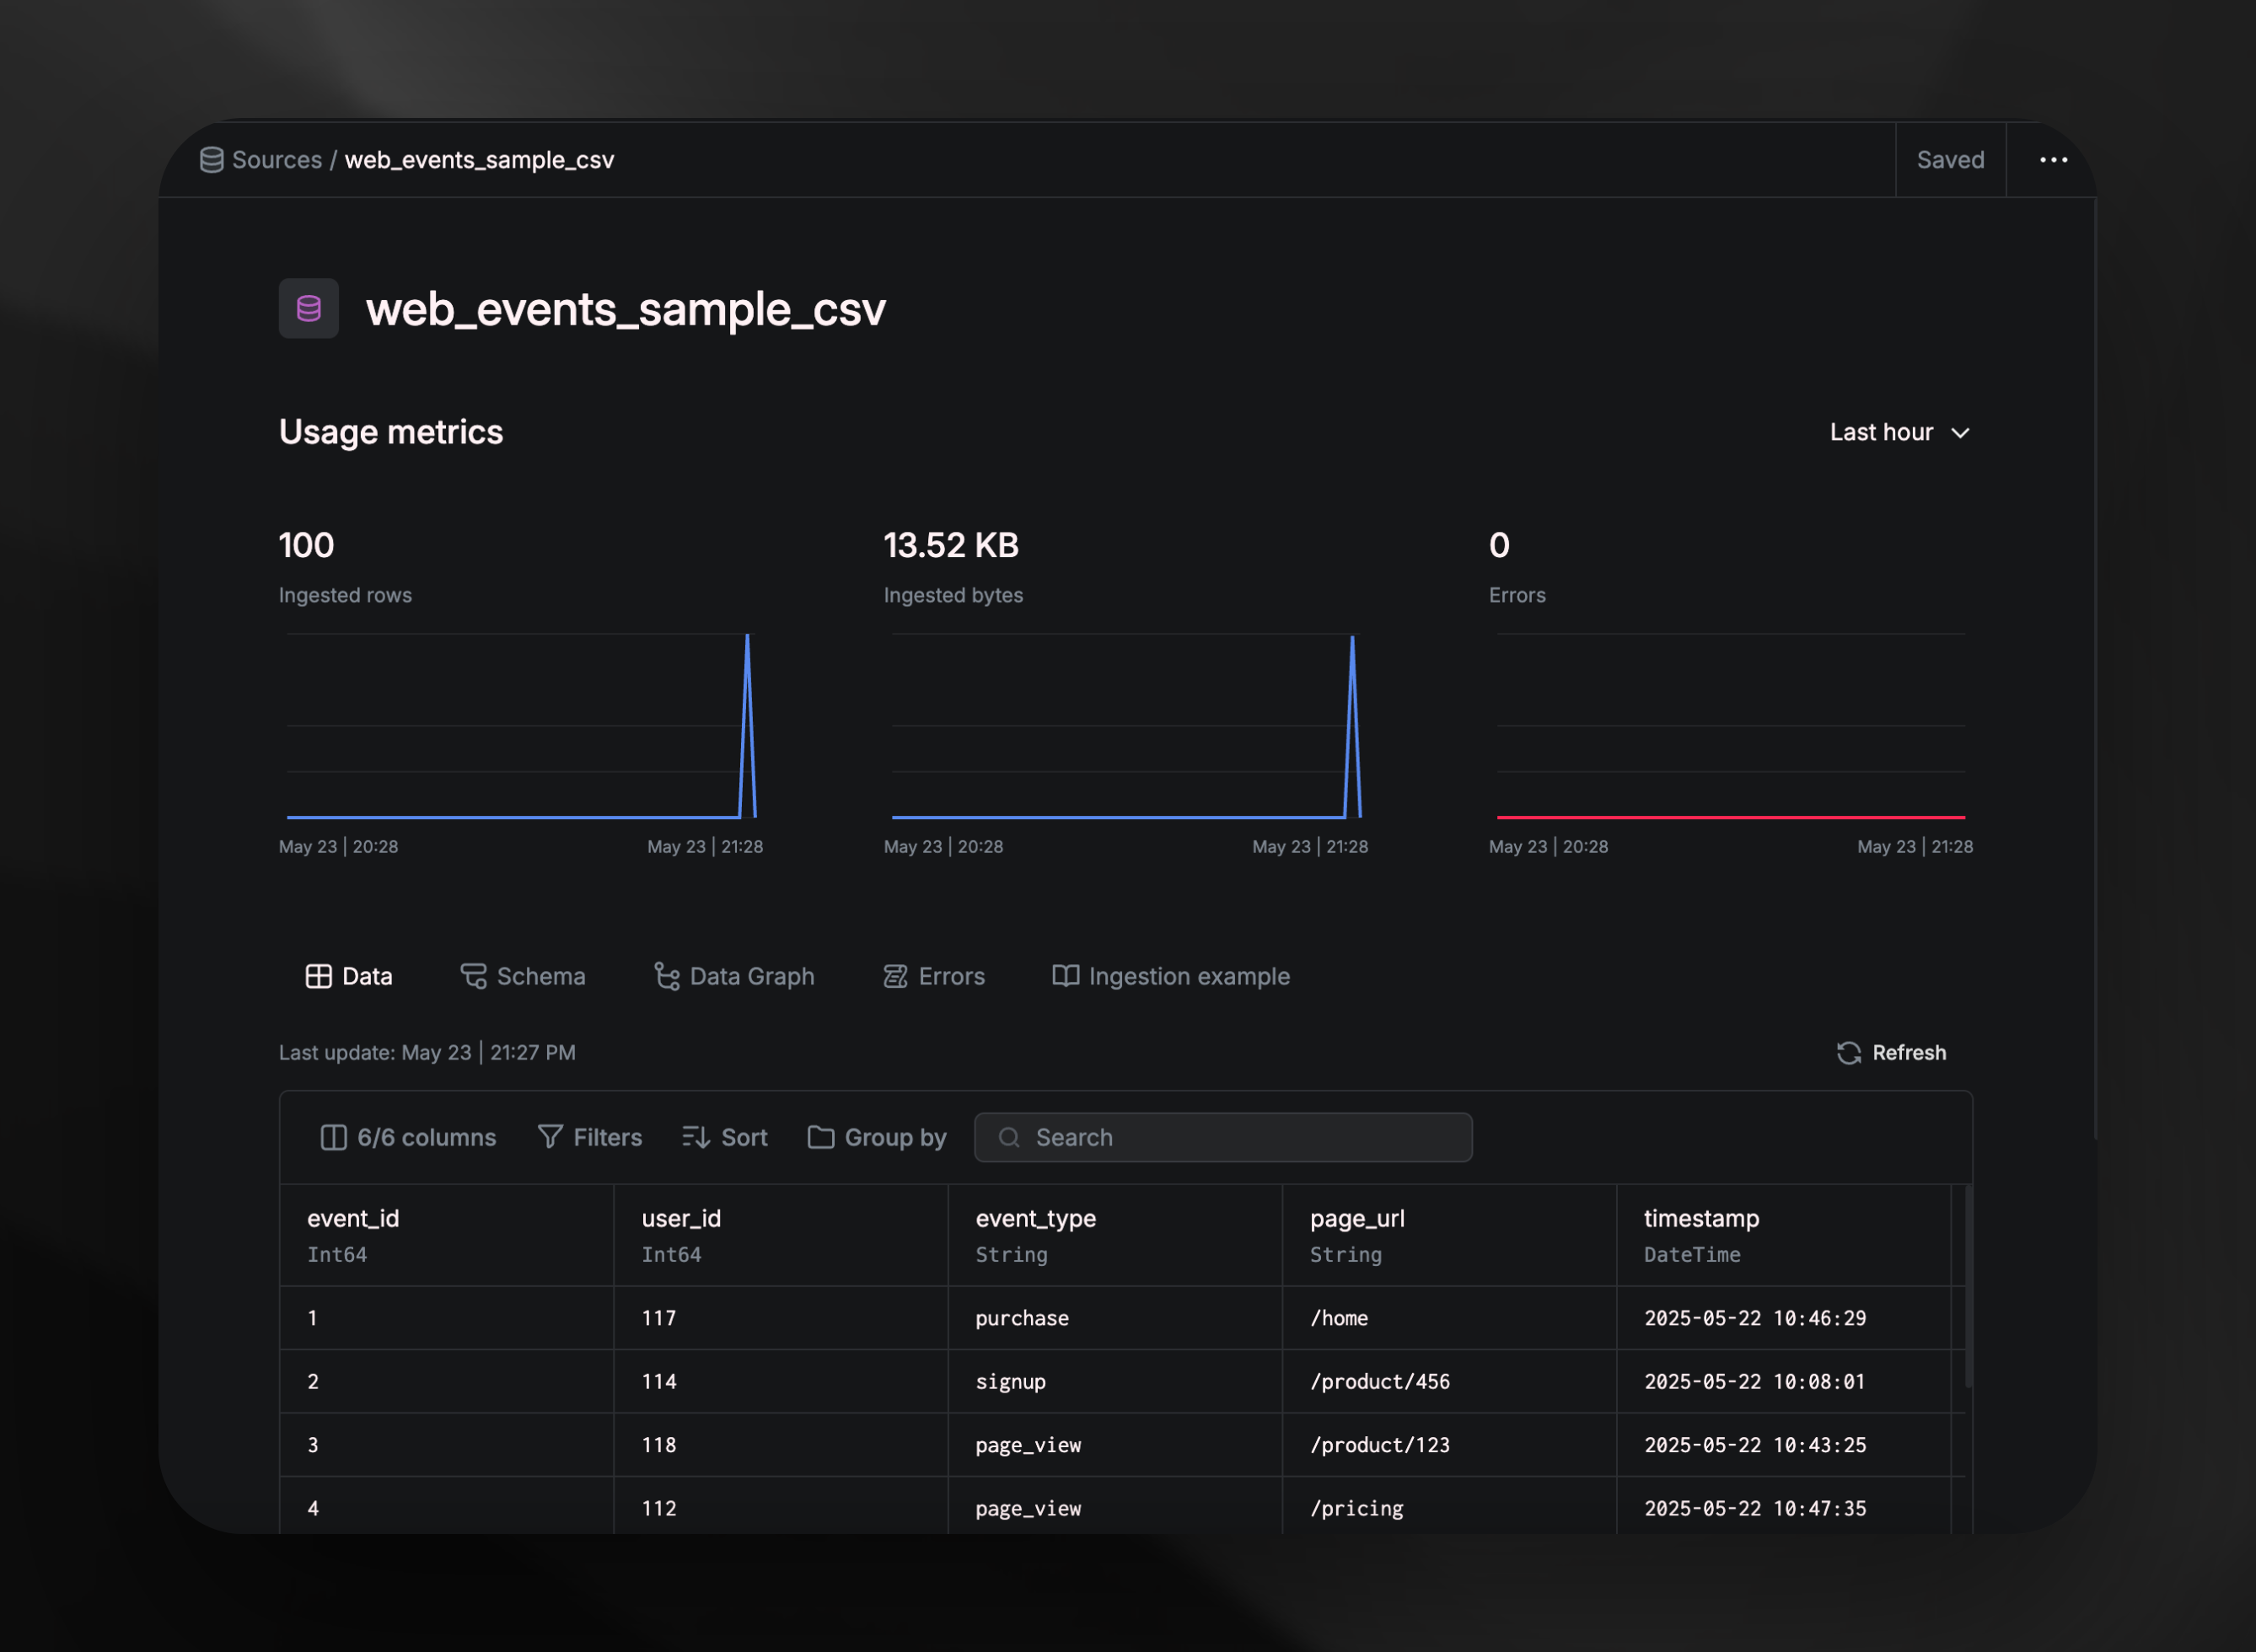 Sources / web_events_sample_csv Saved
web_events_sample_csv
Usage metrics Last hour
100 13.52 KB 0
Ingested rows Ingested bytes Errors
May 23 | 20:28 May 23 | 21:28 May 23 | 20:28 May 23 | 21:28 May 23 | 20:28 May 23 | 21:28
Data Schema Data Graph Errors Ingestion example
Last update: May 23 | 21:27 PM Refresh
6/6 columns Filters Sort Group by Search
event_id user_id event_type page_url timestamp
Int64 Int64 String String DateTime
1 117 purchase /home 2025-05-22 10:46:29
2 114 signup /product/456 2025-05-22 10:08:01
3 118 page_view /product/123 2025-05-22 10:43:25
4 112 page_view /pricing 2025-05-22 10:47:35